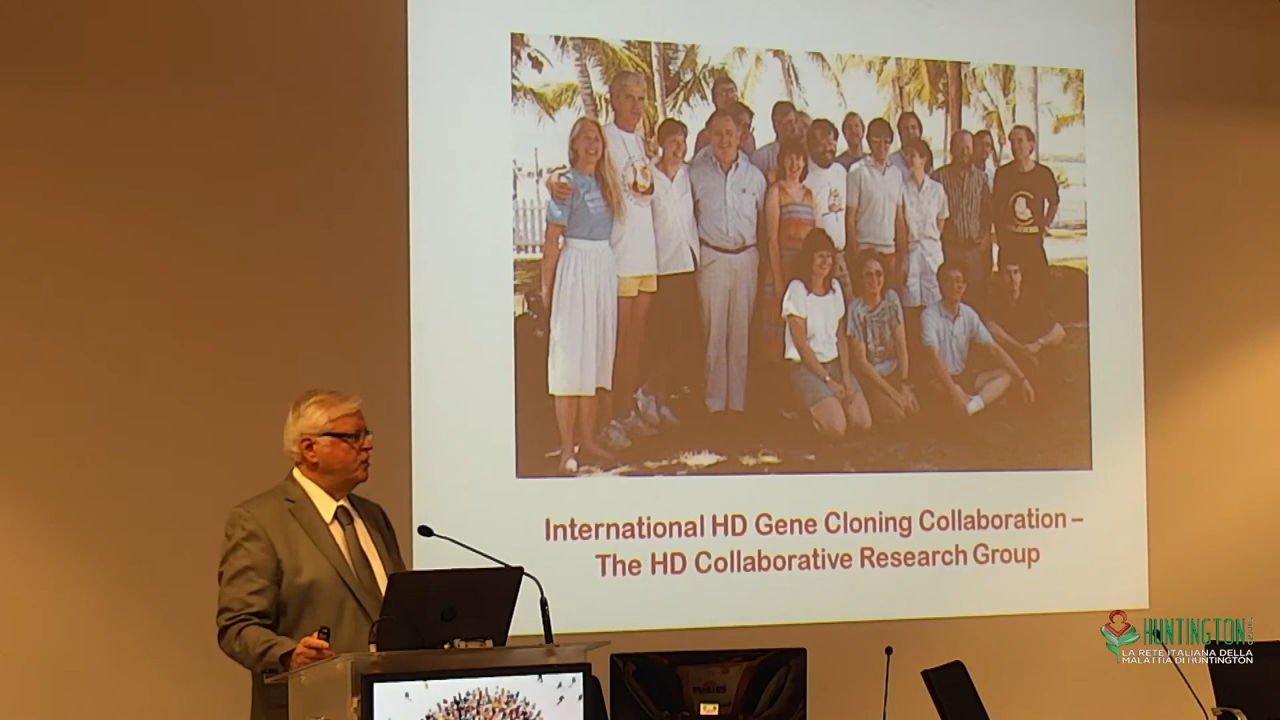 International HD Gene Cloning Collaboration –
The HD Collaborative Research Group
HUNTINGTON
LA RETE ITALIANA DELLA
MALATTIA DI HUNTINGTON